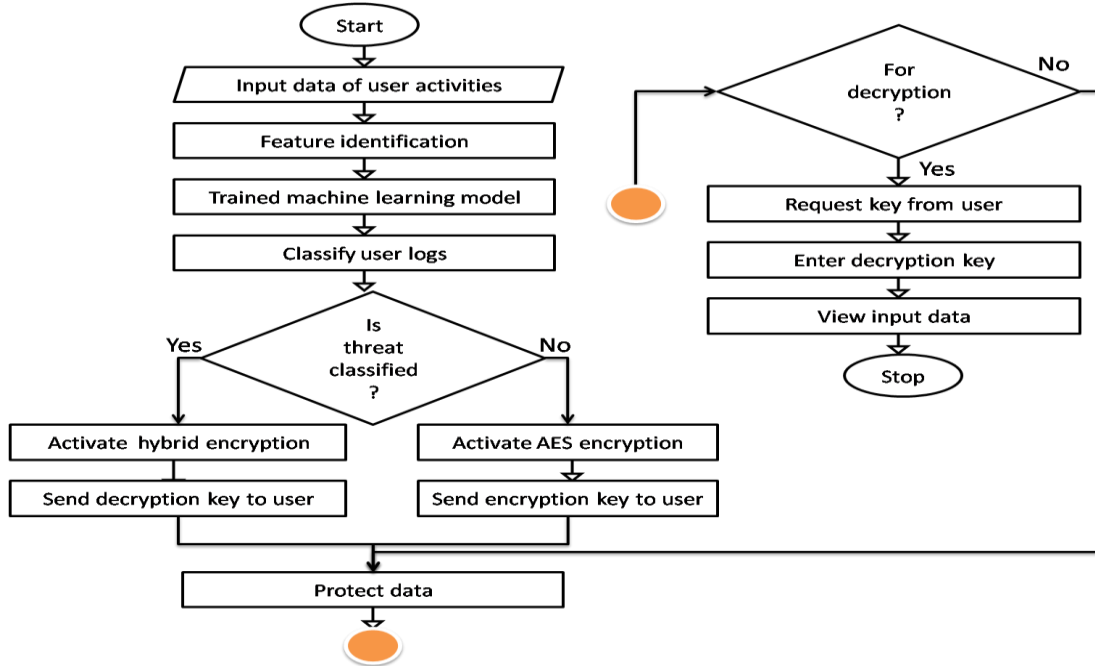 Start
Input data of user activities
Feature identification
Trained machine learning model
Classify user logs
Is
threat
classified
?
Yes
No
Activate hybrid encryption
Activate AES encryption
Send decryption key to user
Send encryption key to user
Protect data
For
decryption
?
No
Yes
Request key from user
Enter decryption key
View input data
Stop